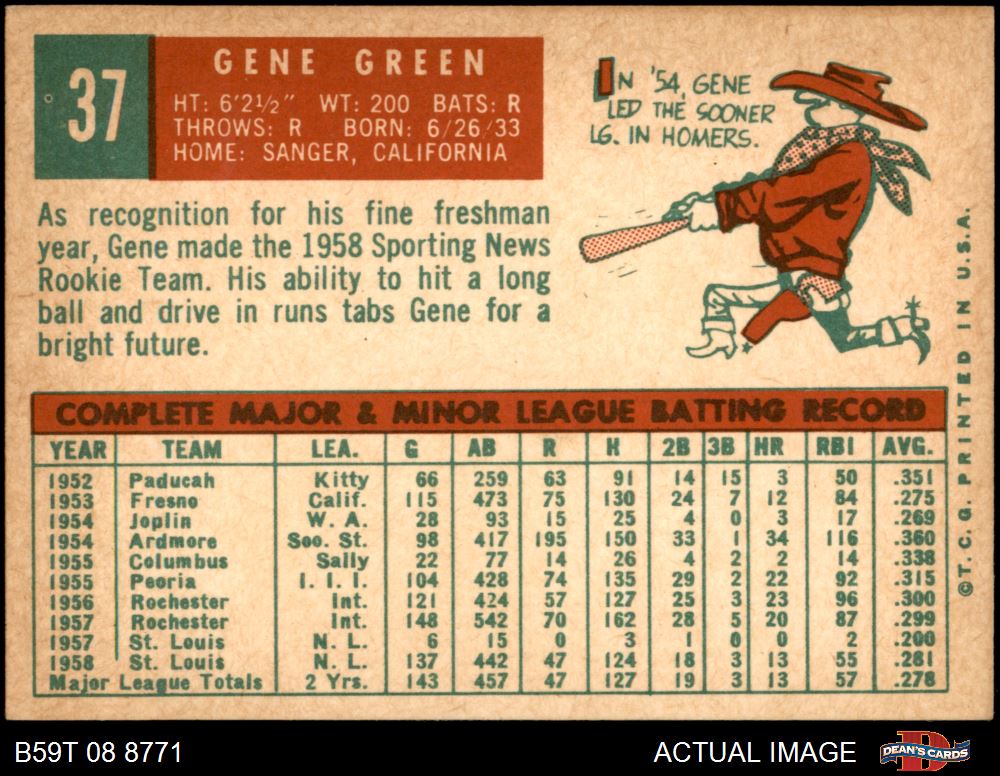 37
GENE GREEN
HT: 6'2½" WT: 200 BATS: R
THROWS: R BORN: 6/26/33
HOME: SANGER, CALIFORNIA
IN '54, GENE
LED THE SOONER
LG. IN HOMERS.
As recognition for his fine freshman
year, Gene made the 1958 Sporting News
Rookie Team. His ability to hit a long
ball and drive in runs tabs Gene for a
bright future.
COMPLETE MAJOR & MINOR LEAGUE BATTING RECORD
YEAR TEAM LEA. G AB R H 2B 3B HR RBI AVG.
1952 Paducah Kitty 66 259 63 91 14 15 3 50 .351
1953 Fresno Calif. 115 473 75 130 24 7 12 84 .275
1954 Joplin W. A. 28 93 15 25 4 0 3 17 .269
1954 Ardmore Soo. St. 98 417 195 150 33 1 34 116 .360
1955 Columbus Sally 22 77 14 26 4 2 2 14 .338
1955 Peoria I. I. I. 104 428 74 135 29 2 22 92 .315
1956 Rochester Int. 121 424 57 127 25 3 23 96 .300
1957 Rochester Int. 148 542 70 162 28 5 20 87 .299
1957 St. Louis N. L. 6 15 0 3 1 0 0 2 .200
1958 St. Louis N. L. 137 442 47 124 18 3 13 55 .281
Major League Totals 2 Yrs. 143 457 47 127 19 3 13 57 .278
©T.C.G. PRINTED IN U.S.A.
B59T 08 8771
ACTUAL IMAGE
D
DEAN'S CARDS